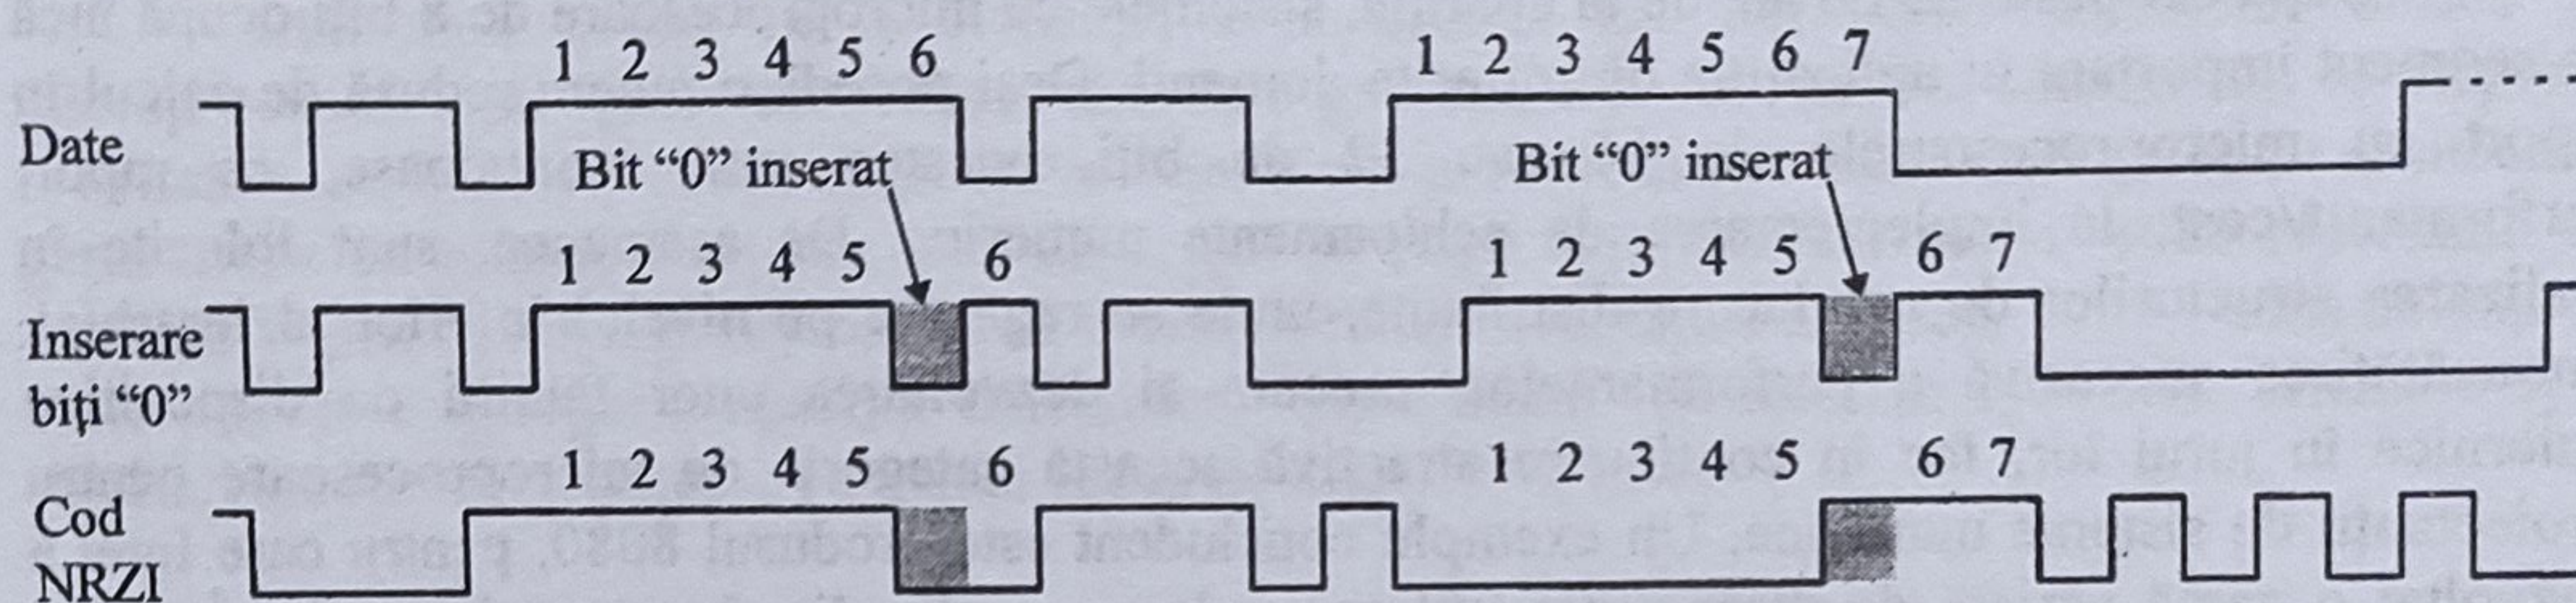 1 2 3 4 5 6 1 2 3 4 5 6 7
Date
Bit “0” inserat Bit “0” inserat
1 2 3 4 5 6 1 2 3 4 5 6 7
Inserare
biți “0”
1 2 3 4 5 6 1 2 3 4 5 6 7
Cod
NRZI